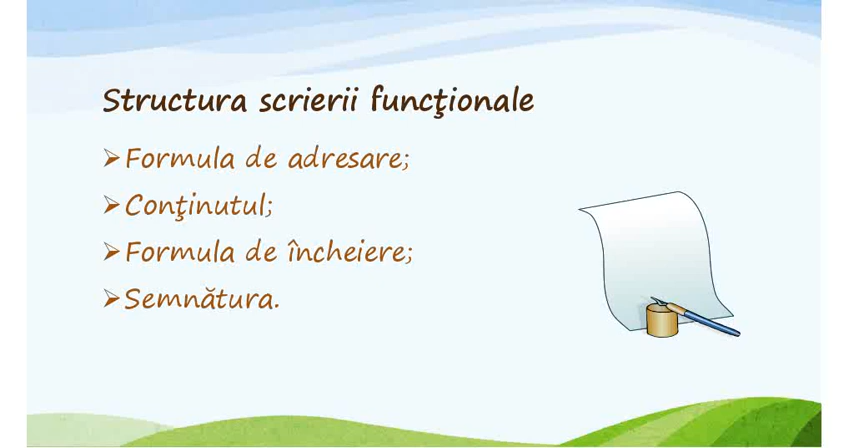 Structura scrierii funcţionale
➢Formula de adresare;
➢Conţinutul;
➢Formula de încheiere;
➢Semnătura.